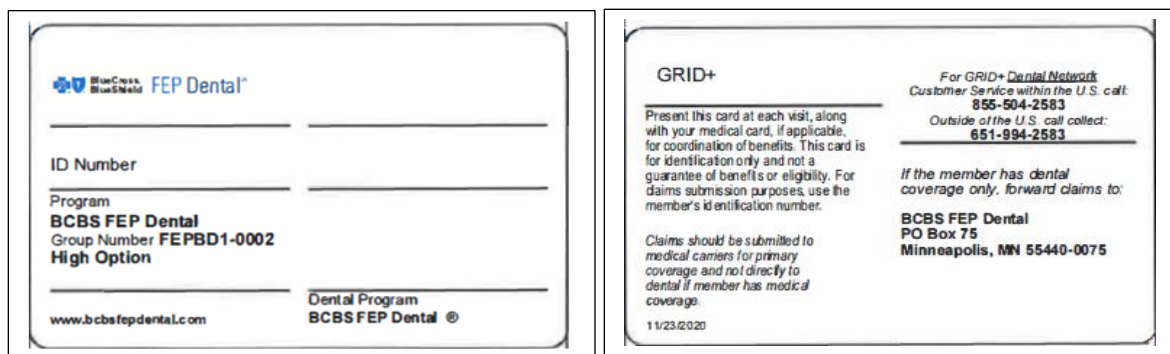 BlueCross BlueShield FEP Dental
ID Number
Program
BCBS FEP Dental
Group Number FEPBD1-0002
High Option
www.bcbsfepdental.com
Dental Program
BCBS FEP Dental ®
GRID+
Present this card at each visit, along
with your medical card, if applicable,
for coordination of benefits. This card is
for identification only and not a
guarantee of benefits or eligibility. For
claims submission purposes, use the
member's identification number.
Claims should be submitted to
medical carriers for primary
coverage and not directly to
dental if member has medical
coverage.
11/23/2020
For GRID+ Dental Network
Customer Service within the U.S. call:
855-504-2583
Outside of the U.S. call collect:
651-994-2583
If the member has dental
coverage only, forward claims to:
BCBS FEP Dental
PO Box 75
Minneapolis, MN 55440-0075